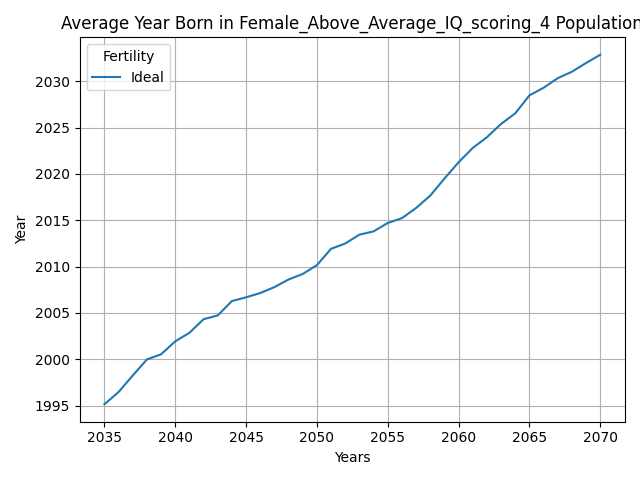 Average Year Born in Female_Above_Average_IQ_scoring_4 Population
Fertility
Ideal
Year
2030
2025
2020
2015
2010
2005
2000
1995
2035 2040 2045 2050 2055 2060 2065 2070
Years